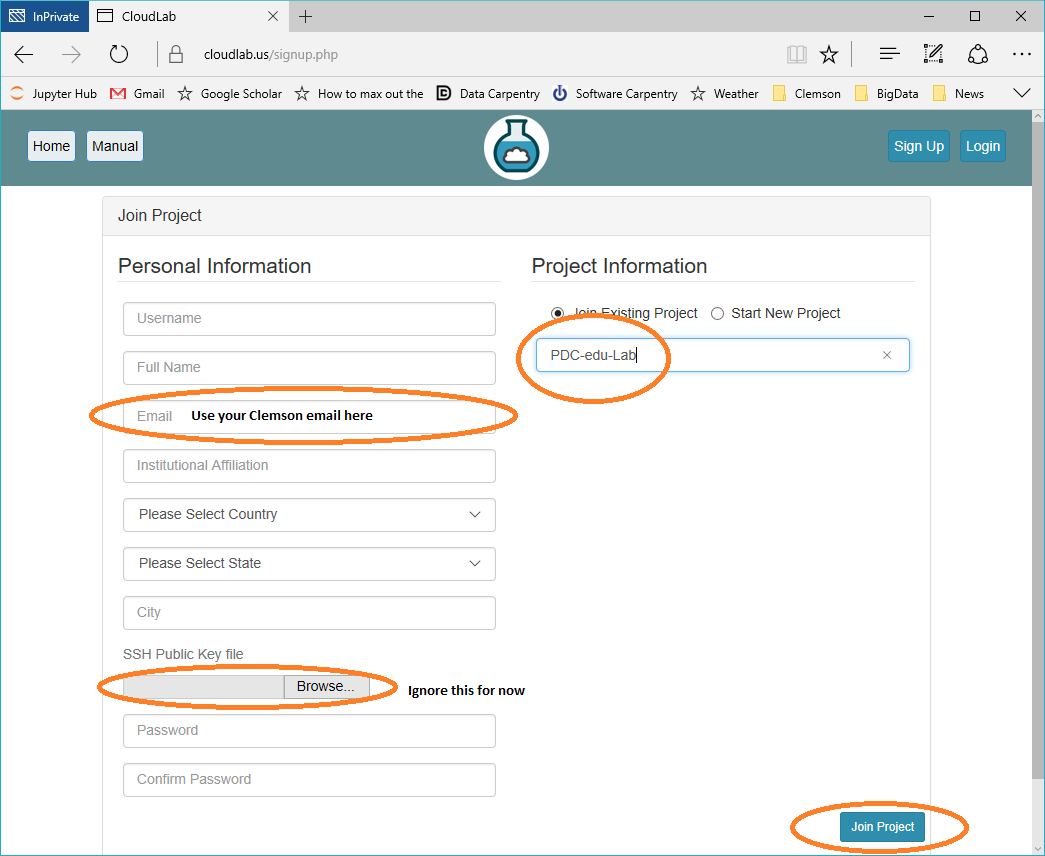 InPrivate
CloudLab
cloudlab.us/signup.php
Jupyter Hub
Gmail
Google Scholar
How to max out the
Data Carpentry
Software Carpentry
Weather
Clemson
BigData
News
Home
Manual
Sign Up
Login
Join Project
Personal Information
Username
Full Name
Email Use your Clemson email here
Institutional Affiliation
Please Select Country
Please Select State
City
SSH Public Key file
Browse... Ignore this for now
Password
Confirm Password
Project Information
Join Existing Project
Start New Project
PDC-edu-Lab
Join Project